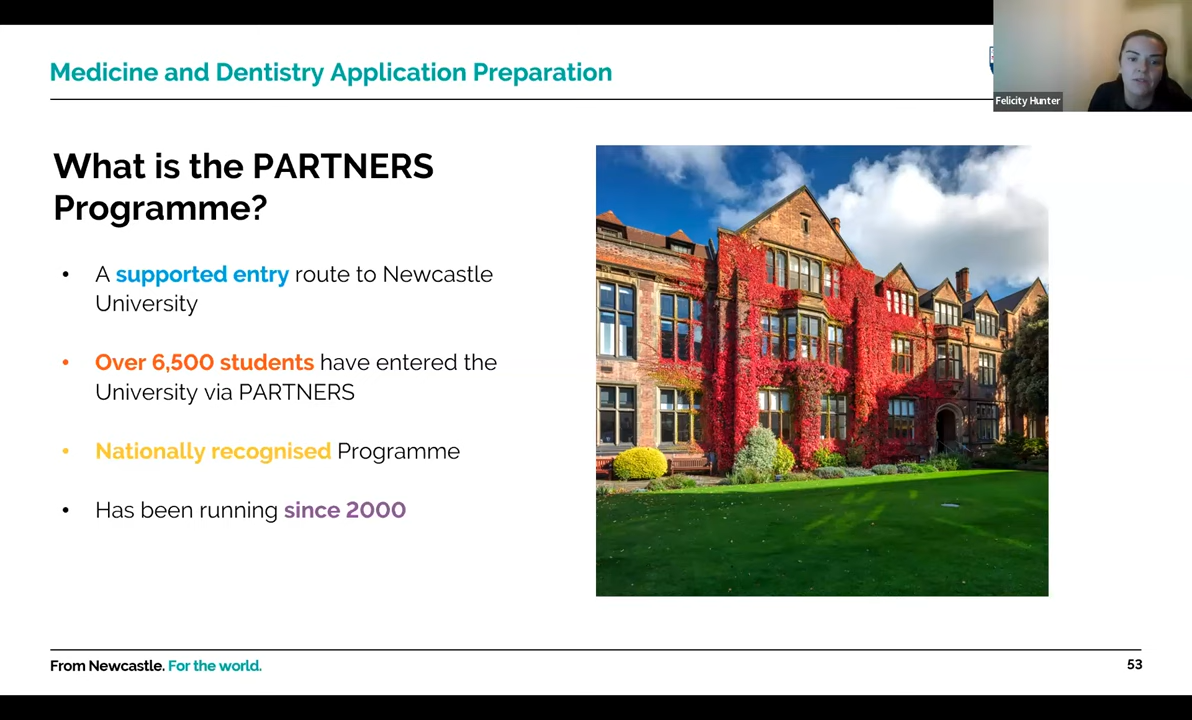 Medicine and Dentistry Application Preparation
Felicity Hunter
What is the PARTNERS
Programme?
• A supported entry route to Newcastle
University
• Over 6,500 students have entered the
University via PARTNERS
• Nationally recognised Programme
• Has been running since 2000
From Newcastle. For the world.
53